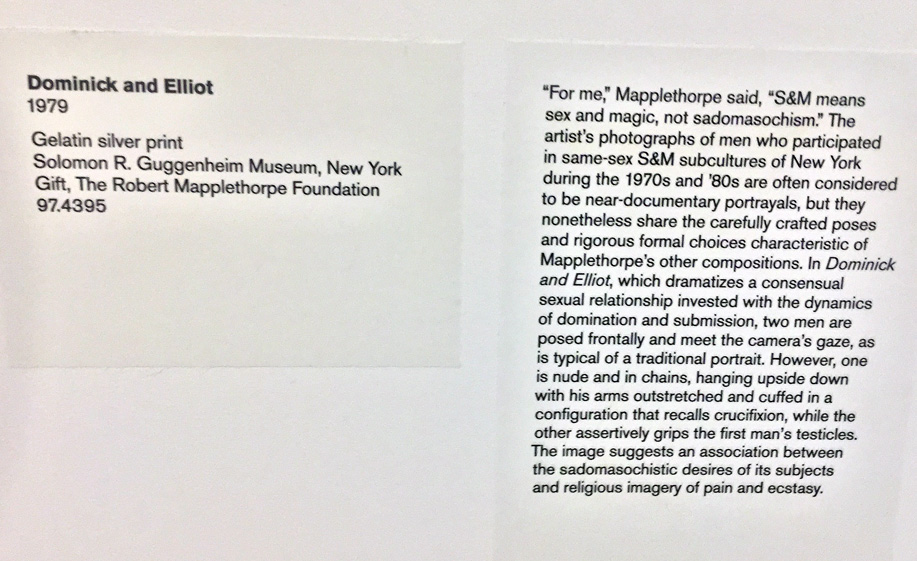 Dominick and Elliot
1979
Gelatin silver print
Solomon R. Guggenheim Museum, New York
Gift, The Robert Mapplethorpe Foundation
97.4395
“For me,” Mapplethorpe said, “S&M means
sex and magic, not sadomasochism.” The
artist’s photographs of men who participated
in same-sex S&M subcultures of New York
during the 1970s and ’80s are often considered
to be near-documentary portrayals, but they
nonetheless share the carefully crafted poses
and rigorous formal choices characteristic of
Mapplethorpe’s other compositions. In Dominick
and Elliot, which dramatizes a consensual
sexual relationship invested with the dynamics
of domination and submission, two men are
posed frontally and meet the camera’s gaze, as
is typical of a traditional portrait. However, one
is nude and in chains, hanging upside down
with his arms outstretched and cuffed in a
configuration that recalls crucifixion, while the
other assertively grips the first man’s testicles.
The image suggests an association between
the sadomasochistic desires of its subjects
and religious imagery of pain and ecstasy.